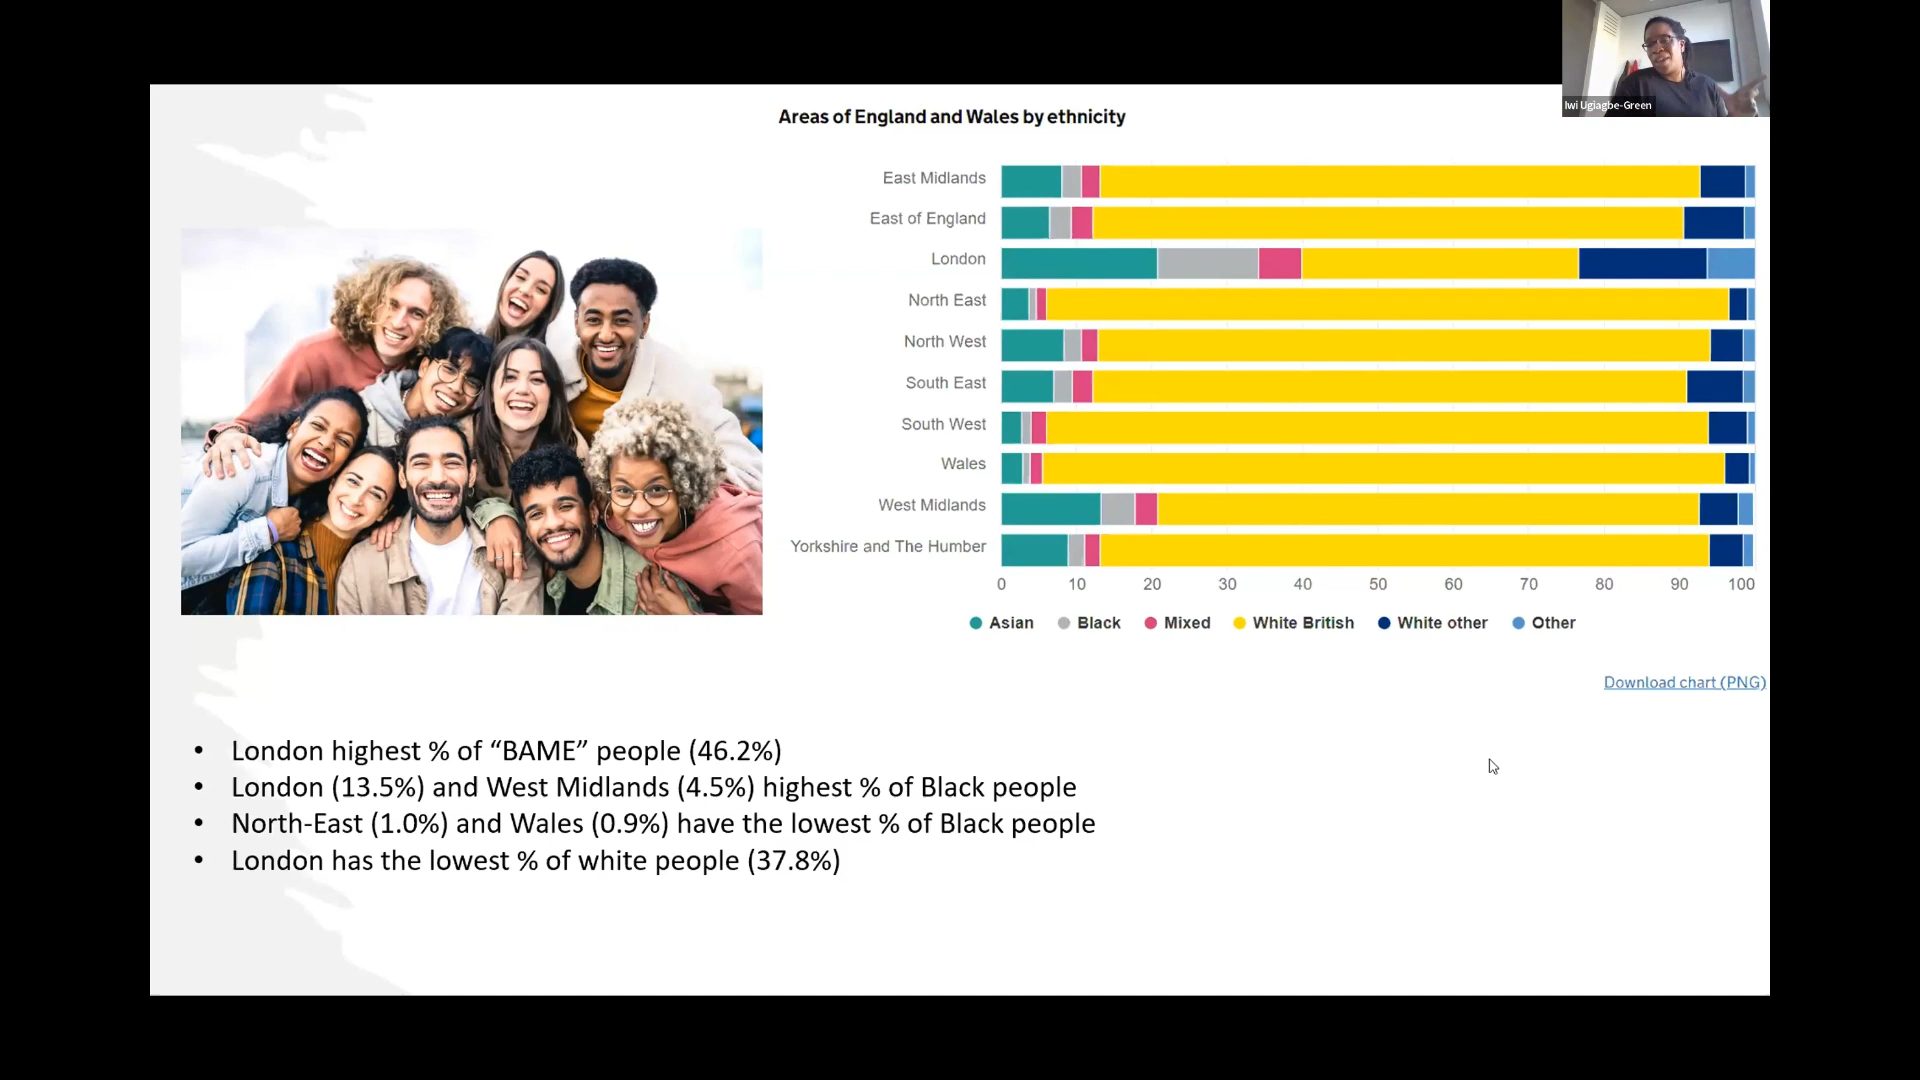 Iwi Ugiagbe-Green
Areas of England and Wales by ethnicity
East Midlands
East of England
London
North East
North West
South East
South West
Wales
West Midlands
Yorkshire and The Humber
0 10 20 30 40 50 60 70 80 90 100
Asian Black Mixed White British White other Other
Download chart (PNG)
• London highest % of “BAME” people (46.2%)
• London (13.5%) and West Midlands (4.5%) highest % of Black people
• North-East (1.0%) and Wales (0.9%) have the lowest % of Black people
• London has the lowest % of white people (37.8%)